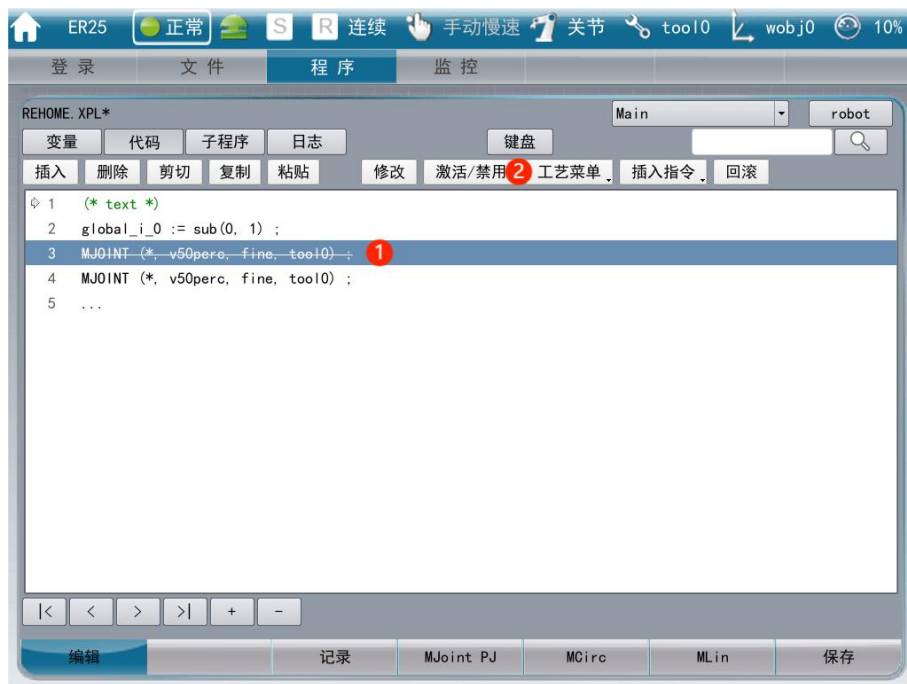 ER25 正常 S R 连续 手动慢速 关节 tool0 wobj0 10%
登录 文件 程序 监控
REHOME.XPL* Main robot
变量 代码 子程序 日志 键盘
插入 删除 剪切 复制 粘贴 修改 激活/禁用 2 工艺菜单 插入指令 回滚
1 (* text *)
2 global_i_0 := sub(0, 1) ;
3 MJOINT (*, v50perc, fine, tool0) ; 1
4 MJOINT (*, v50perc, fine, tool0) ;
5 ...
|< < > >| + -
编辑 记录 MJoint PJ MCirc MLin 保存